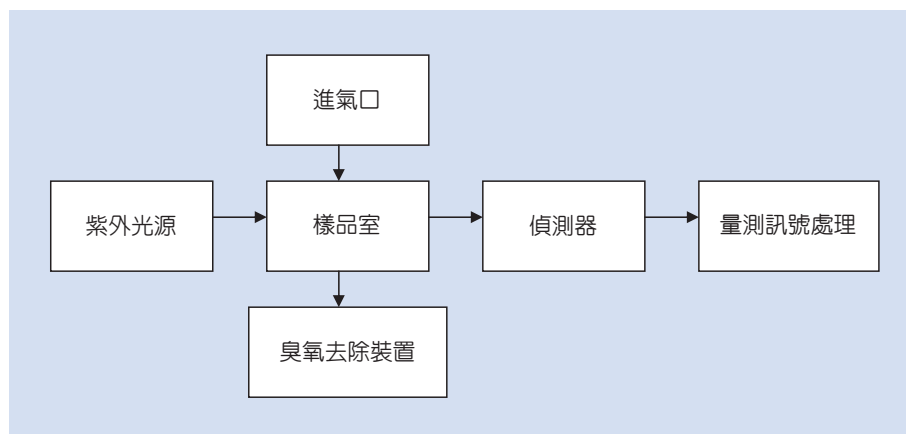 進氣口
紫外光源
樣品室
偵測器
量測訊號處理
臭氧去除裝置